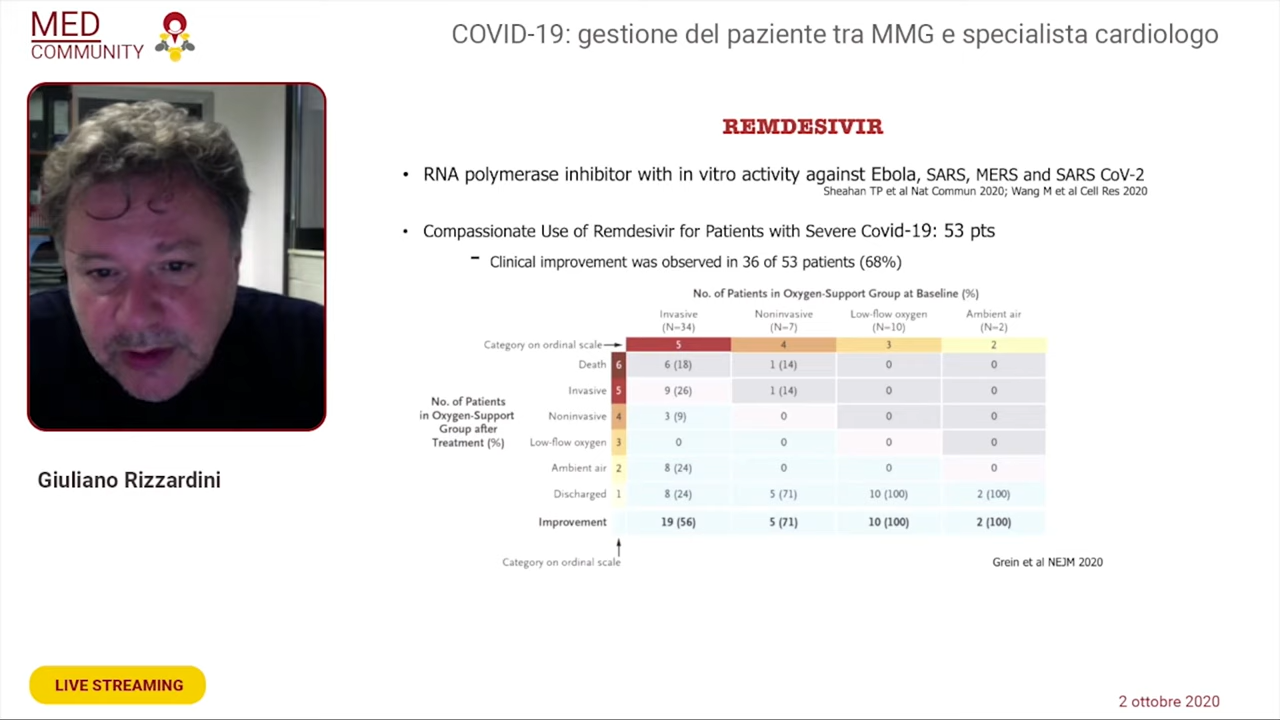 MED
COMMUNITY
COVID-19: gestione del paziente tra MMG e specialista cardiologo
REMDESIVIR
• RNA polymerase inhibitor with in vitro activity against Ebola, SARS, MERS and SARS CoV-2
Sheahan TP et al Nat Commun 2020; Wang M et al Cell Res 2020
• Compassionate Use of Remdesivir for Patients with Severe Covid-19: 53 pts
– Clinical improvement was observed in 36 of 53 patients (68%)
No. of Patients in Oxygen-Support Group at Baseline (%)
Invasive Noninvasive Low-flow oxygen Ambient air
(N=34) (N=7) (N=10) (N=2)
Category on ordinal scale→ 5 4 3 2
No. of Patients
in Oxygen-Support
Group after
Treatment (%)
Death 6 6 (18) 1 (14) 0 0
Invasive 5 9 (26) 1 (14) 0 0
Noninvasive 4 3 (9) 0 0 0
Low-flow oxygen 3 0 0 0 0
Ambient air 2 8 (24) 0 0 0
Discharged 1 8 (24) 5 (71) 10 (100) 2 (100)
Improvement 19 (56) 5 (71) 10 (100) 2 (100)
Category on ordinal scale
Grein et al NEJM 2020
Giuliano Rizzardini
LIVE STREAMING
2 ottobre 2020